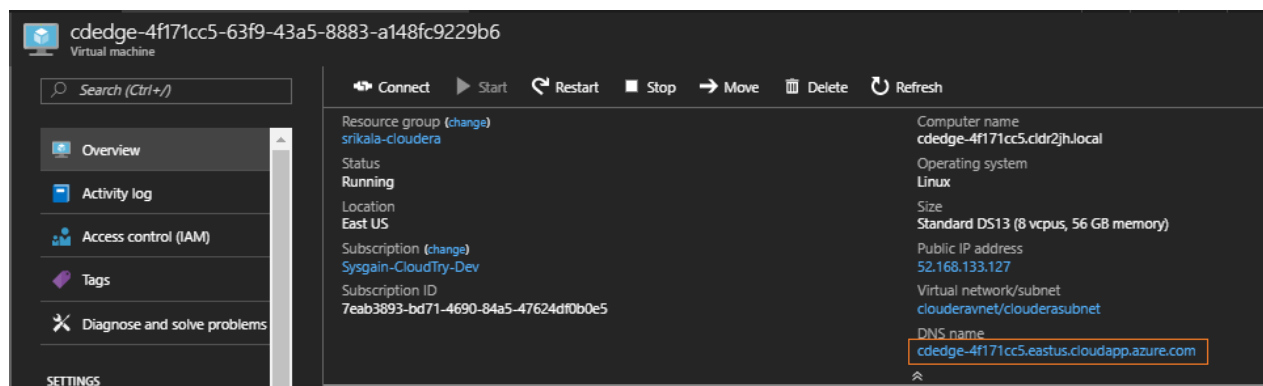 cdedge-4f171cc5-63f9-43a5-8883-a148fc9229b6
Virtual machine
Search (Ctrl+/)
Overview
Activity log
Access control (IAM)
Tags
Diagnose and solve problems
SETTINGS
Connect Start Restart Stop Move Delete Refresh
Resource group (change)
srikala-cloudera
Status
Running
Location
East US
Subscription (change)
Sysgain-CloudTry-Dev
Subscription ID
7eab3893-bd71-4690-84a5-47624df0b0e5
Computer name
cdedge-4f171cc5.cldr2jh.local
Operating system
Linux
Size
Standard DS13 (8 vcpus, 56 GB memory)
Public IP address
52.168.133.127
Virtual network/subnet
clouderavnet/clouderasubnet
DNS name
cdedge-4f171cc5.eastus.cloudapp.azure.com